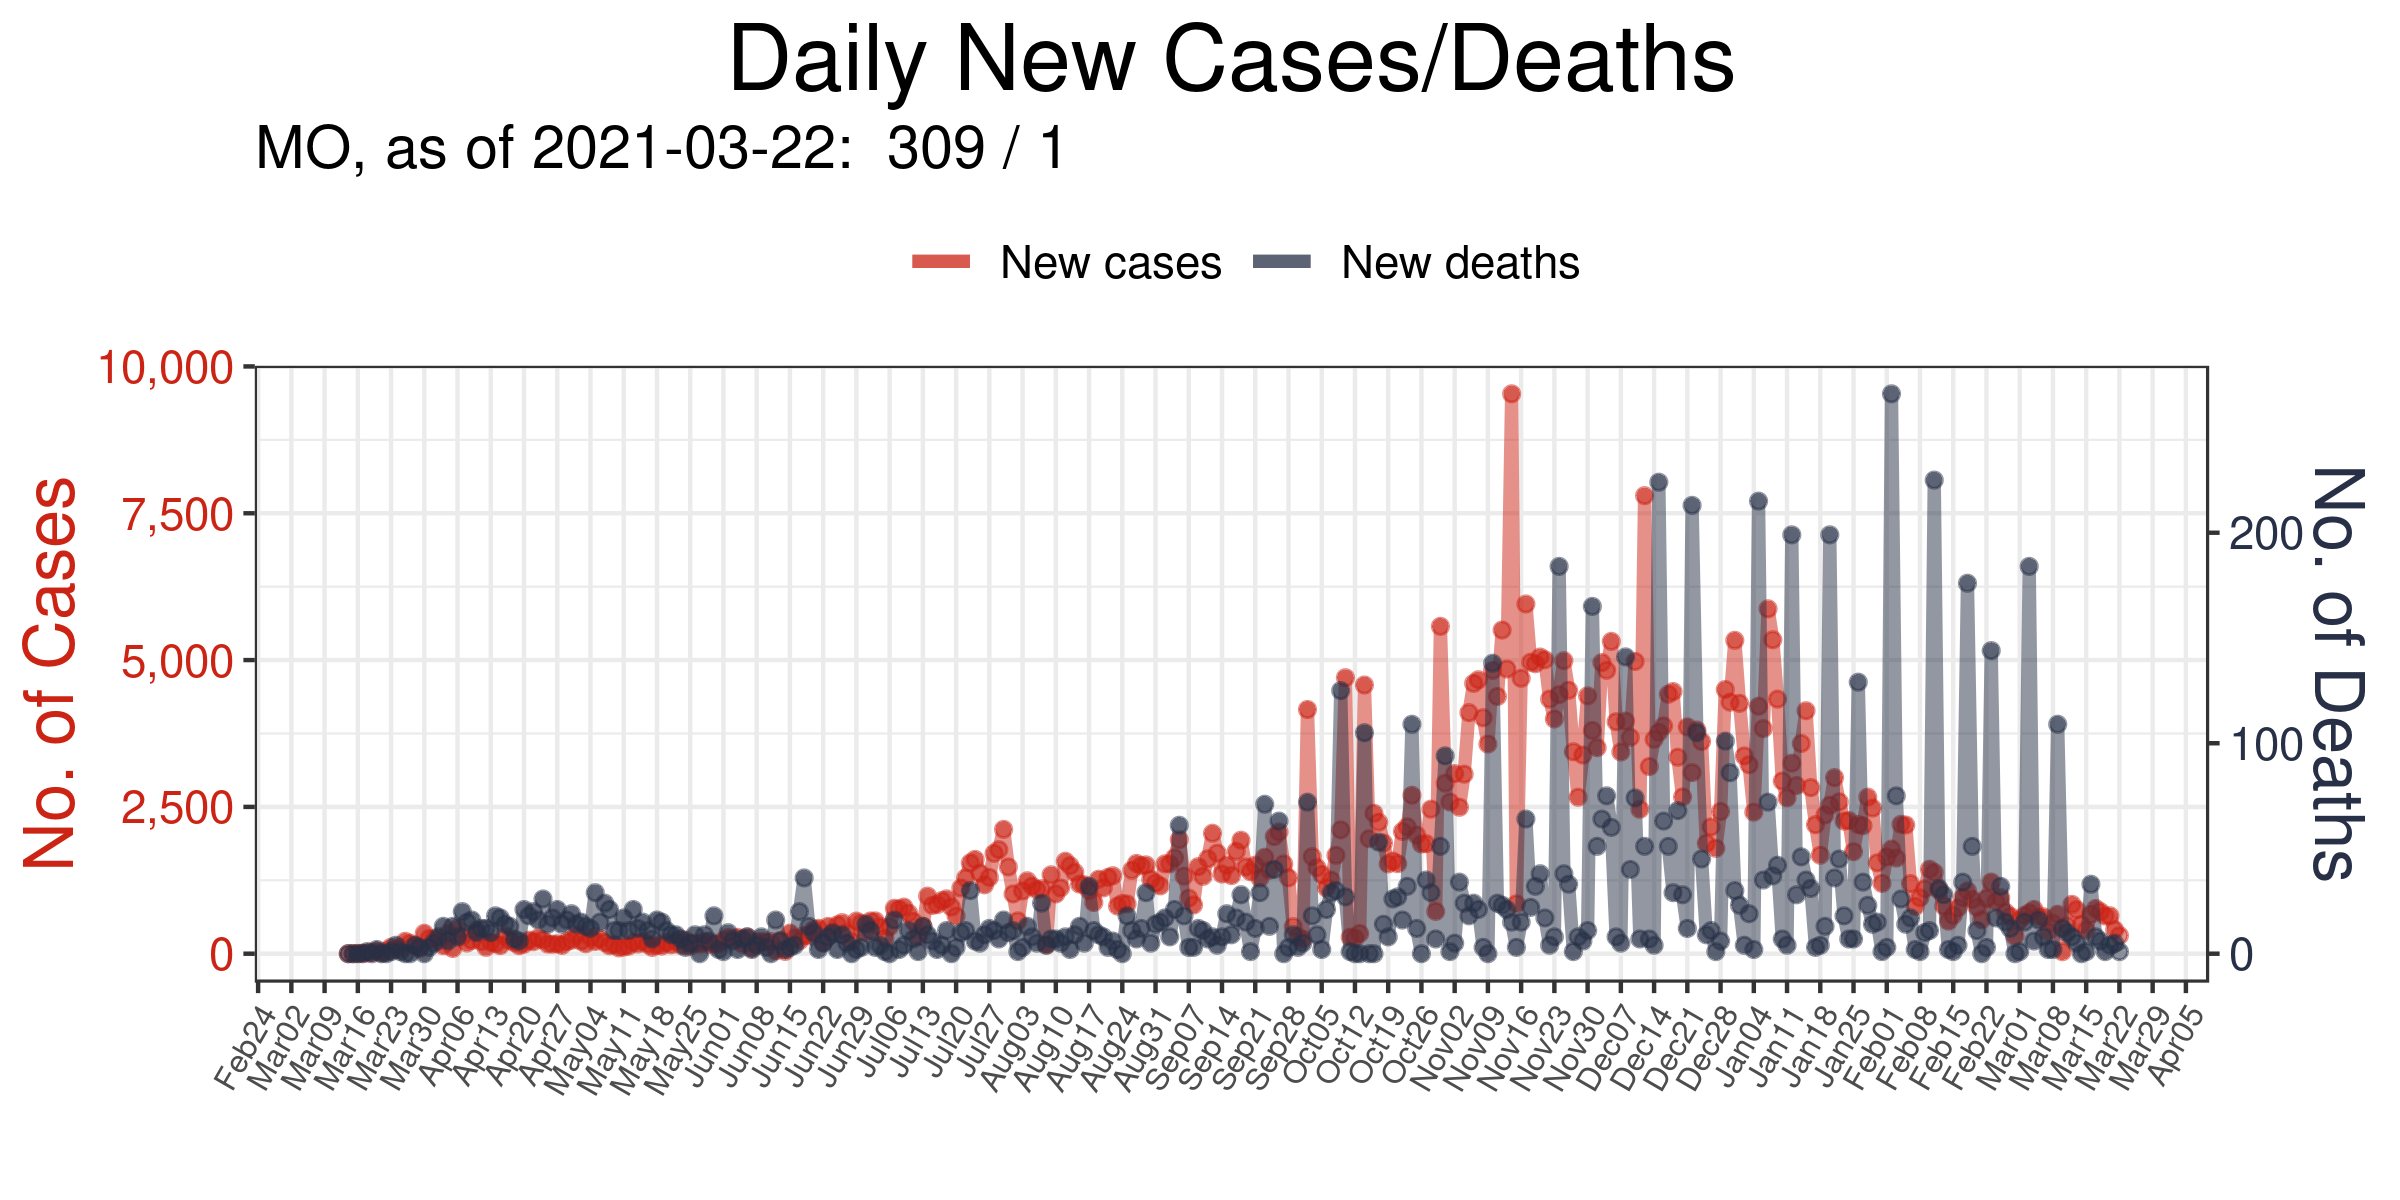 Daily New Cases/Deaths
MO, as of 2021-03-22:  309 / 1
New cases
New deaths
No. of Cases
10,000
7,500
5,000
2,500
0
200
100
0
No. of Deaths
Feb24
Mar02
Mar09
Mar16
Mar23
Mar30
Apr06
Apr13
Apr20
Apr27
May04
May11
May18
May25
Jun01
Jun08
Jun15
Jun22
Jun29
Jul06
Jul13
Jul20
Jul27
Aug03
Aug10
Aug17
Aug24
Aug31
Sep07
Sep14
Sep21
Sep28
Oct05
Oct12
Oct19
Oct26
Nov02
Nov09
Nov16
Nov23
Nov30
Dec07
Dec14
Dec21
Dec28
Jan04
Jan11
Jan18
Jan25
Feb01
Feb08
Feb15
Feb22
Mar01
Mar08
Mar15
Mar22
Mar29
Apr05